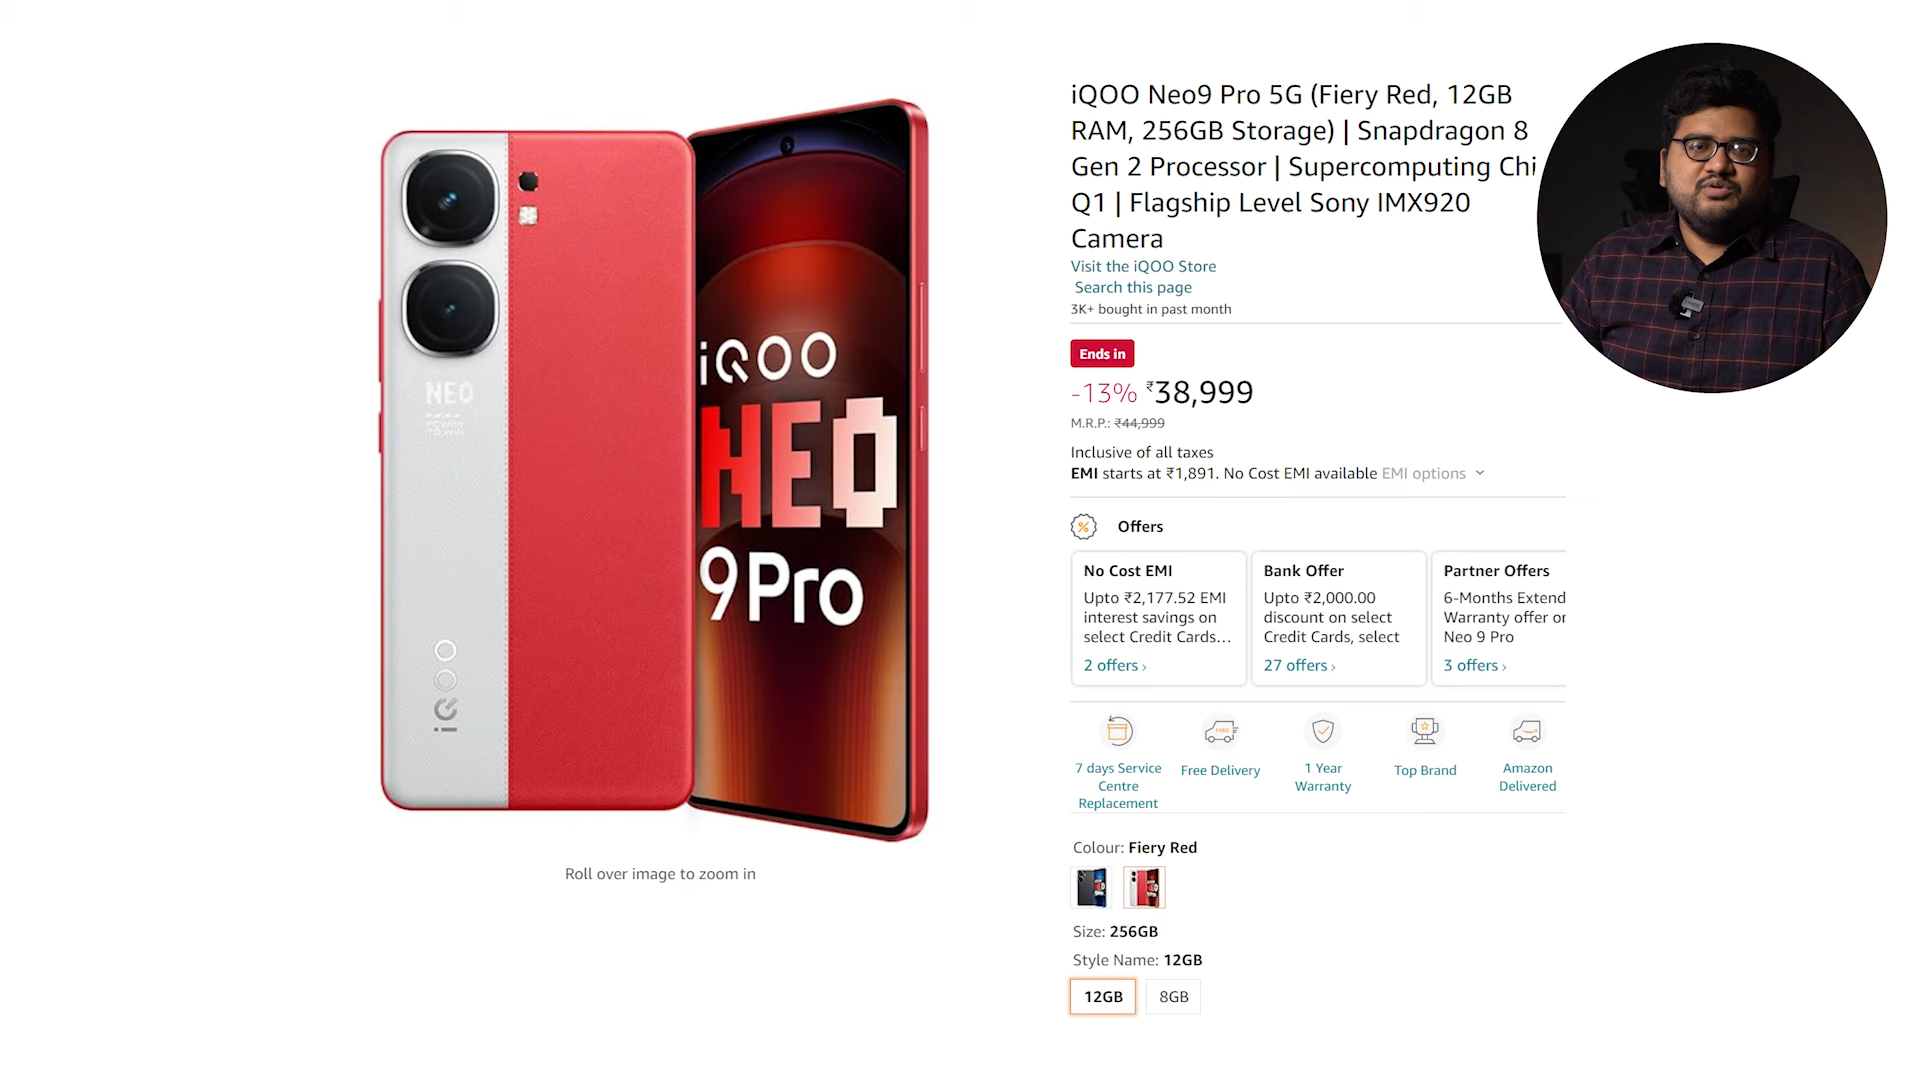 iQOO
NEO
9 Pro
NEO
POWER
TO WIN
iQOO
Roll over image to zoom in
iQOO Neo9 Pro 5G (Fiery Red, 12GB
RAM, 256GB Storage) | Snapdragon 8
Gen 2 Processor | Supercomputing Chi
Q1 | Flagship Level Sony IMX920
Camera
Visit the iQOO Store
Search this page
3K+ bought in past month
Ends in
-13% ₹38,999
M.R.P.: ₹44,999
Inclusive of all taxes
EMI starts at ₹1,891. No Cost EMI available EMI options
Offers
No Cost EMI
Upto ₹2,177.52 EMI
interest savings on
select Credit Cards...
2 offers ›
Bank Offer
Upto ₹2,000.00
discount on select
Credit Cards, select
27 offers ›
Partner Offers
6-Months Extend
Warranty offer or
Neo 9 Pro
3 offers ›
7 days Service
Centre
Replacement
FREE
Free Delivery
1 Year
Warranty
Top Brand
Amazon
Delivered
Colour: Fiery Red
Size: 256GB
Style Name: 12GB
12GB
8GB